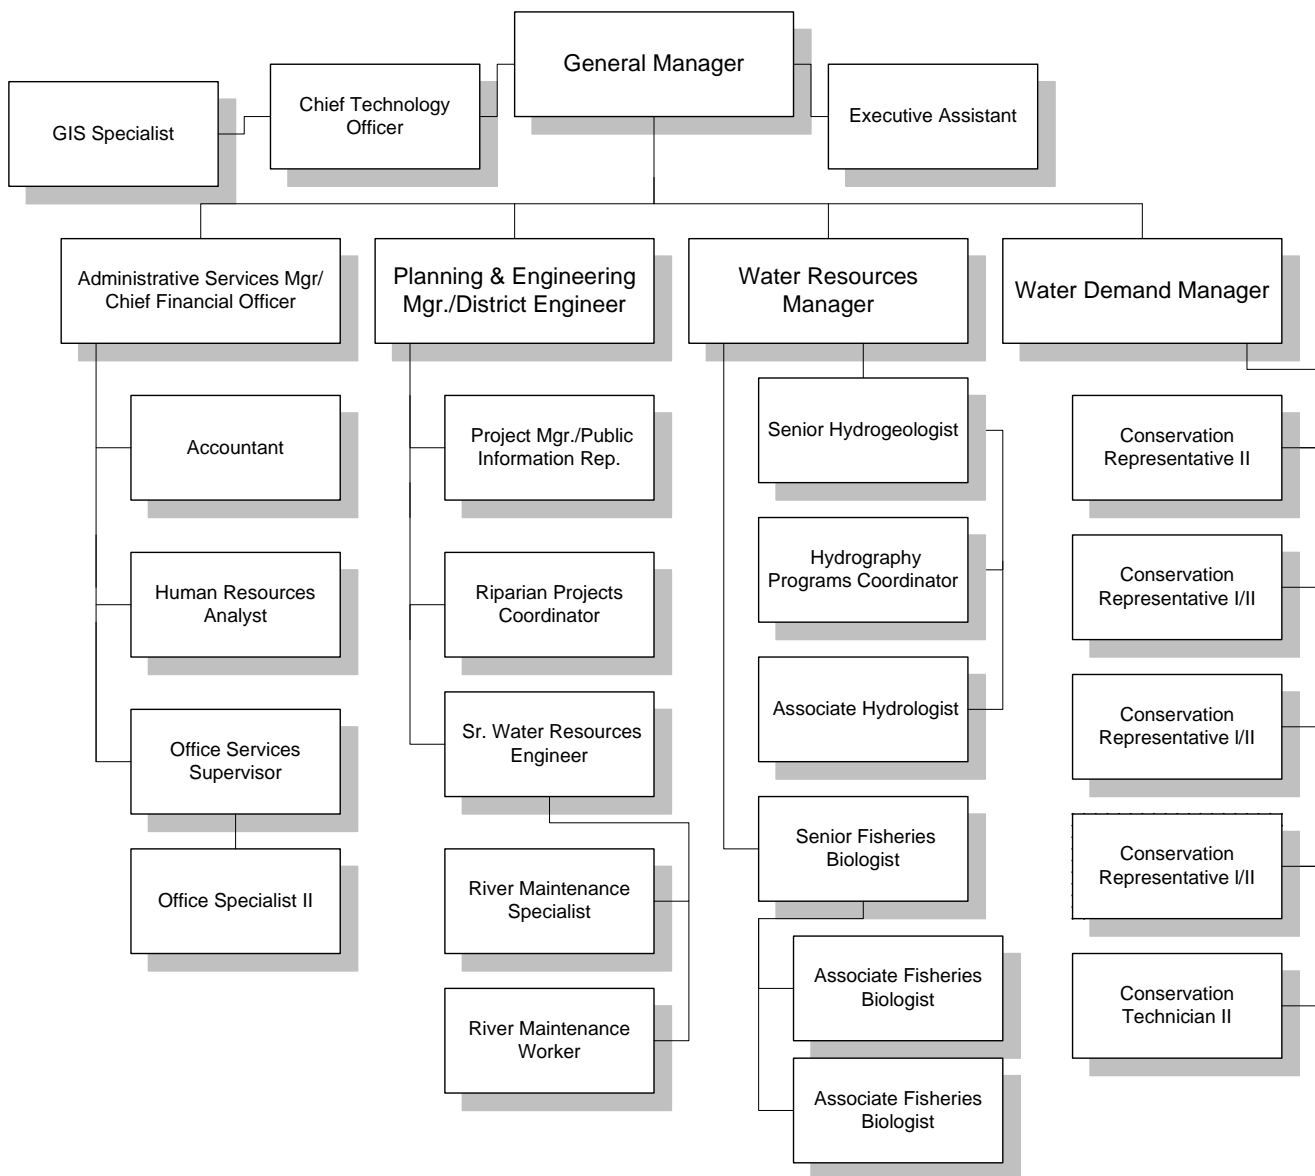 General Manager
GIS Specialist
Chief Technology
Officer
Executive Assistant
Administrative Services Mgr/
Chief Financial Officer
Planning & Engineering
Mgr./District Engineer
Water Resources
Manager
Water Demand Manager
Accountant
Human Resources
Analyst
Office Services
Supervisor
Office Specialist II
Project Mgr./Public
Information Rep.
Riparian Projects
Coordinator
Sr. Water Resources
Engineer
River Maintenance
Specialist
River Maintenance
Worker
Senior Hydrogeologist
Hydrography
Programs Coordinator
Associate Hydrologist
Senior Fisheries
Biologist
Associate Fisheries
Biologist
Associate Fisheries
Biologist
Conservation
Representative II
Conservation
Representative I/II
Conservation
Representative I/II
Conservation
Representative I/II
Conservation
Technician II